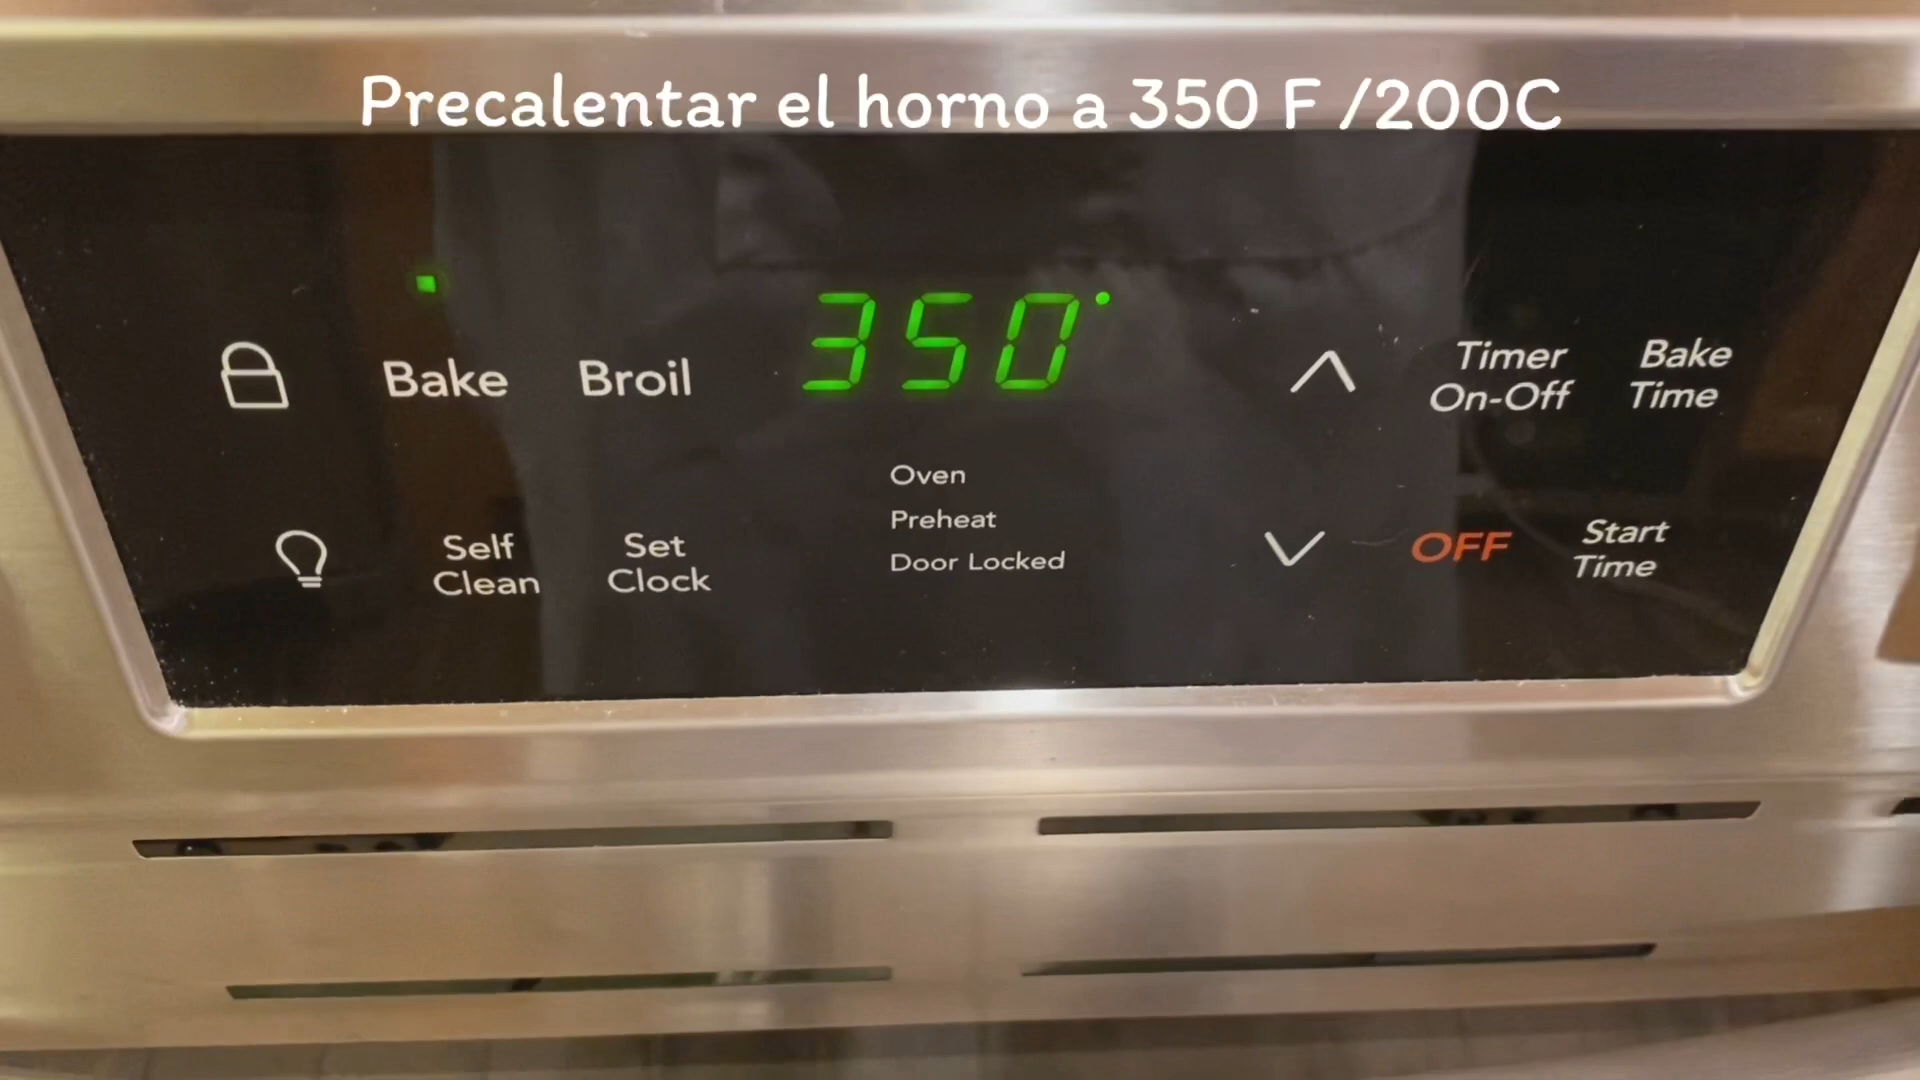 Precalentar el horno a 350 F /200C
350°
Bake
Broil
Timer
On-Off
Bake
Time
Oven
Preheat
Door Locked
Self
Clean
Set
Clock
OFF
Start
Time